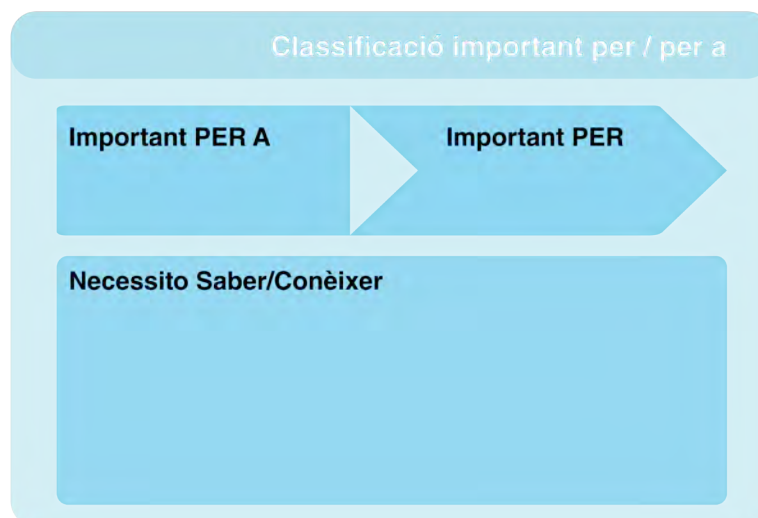 Classificació important per / per a
Important PER A
Important PER
Necessito Saber/Conèixer